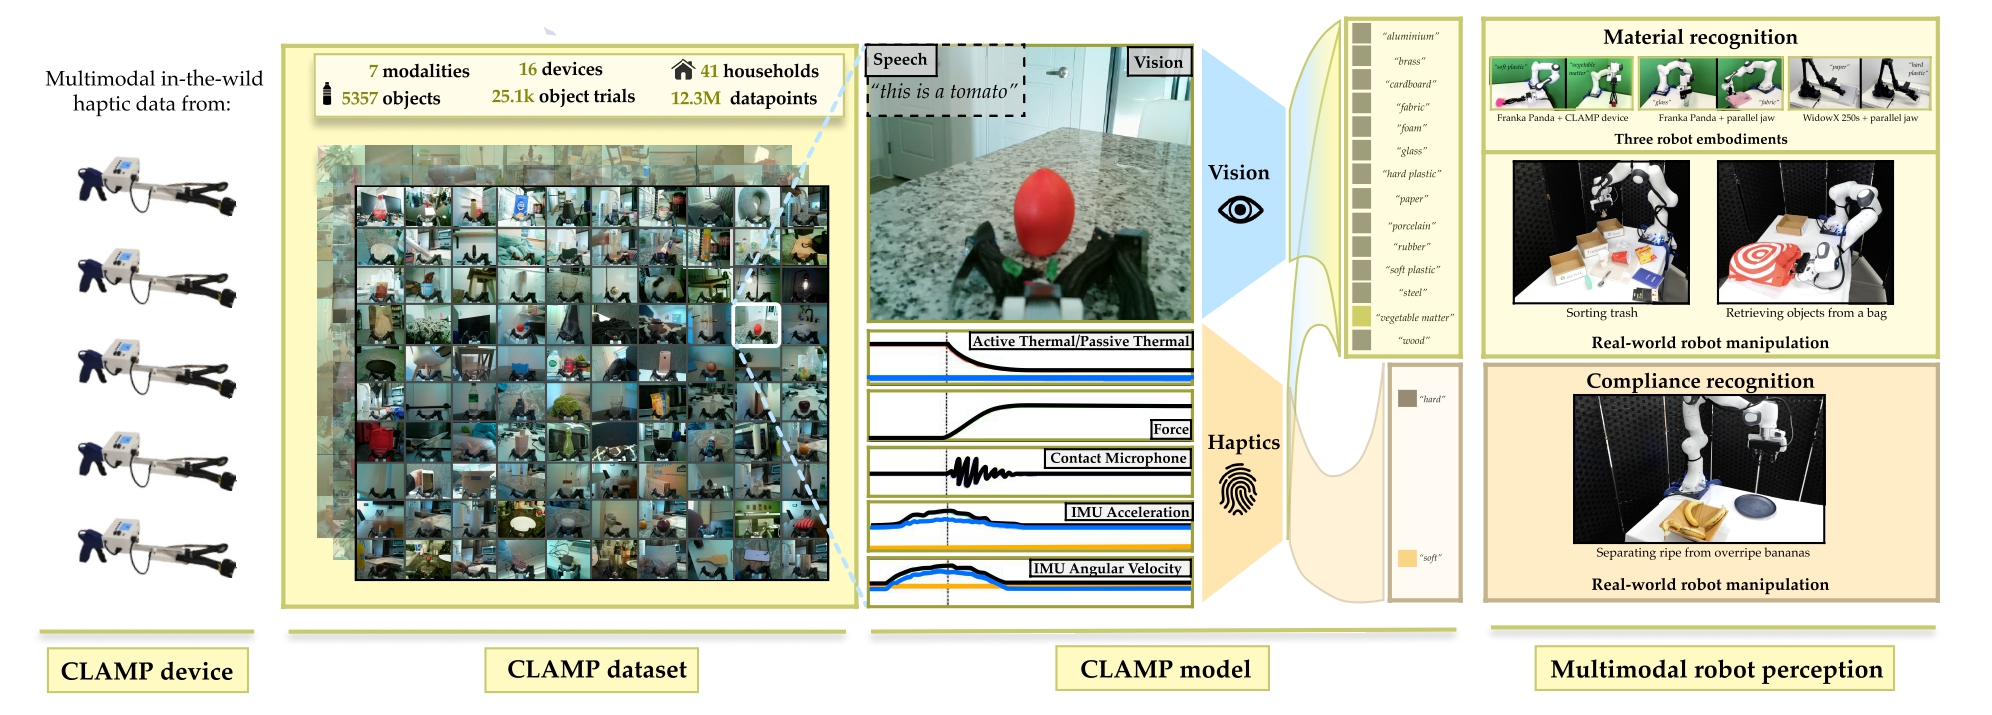 Multimodal in-the-wild
haptic data from:
CLAMP device
7 modalities
16 devices
41 households
5357 objects
25.1k object trials
12.3M datapoints
CLAMP dataset
Speech
Vision
"this is a tomato"
Active Thermal/Passive Thermal
Force
Contact Microphone
IMU Acceleration
IMU Angular Velocity
Vision
Haptics
"aluminium"
"brass"
"cardboard"
"fabric"
"foam"
"glass"
"hard plastic"
"paper"
"porcelain"
"rubber"
"soft plastic"
"steel"
"vegetable matter"
"wood"
"hard"
"soft"
CLAMP model
Material recognition
"soft plastic"
"vegetable
matter"
"glass"
"fabric"
"paper"
"hard
plastic"
Franka Panda + CLAMP device
Franka Panda + parallel jaw
WidowX 250s + parallel jaw
Three robot embodiments
Sorting trash
Retrieving objects from a bag
Real-world robot manipulation
Compliance recognition
Separating ripe from overripe bananas
Real-world robot manipulation
Multimodal robot perception